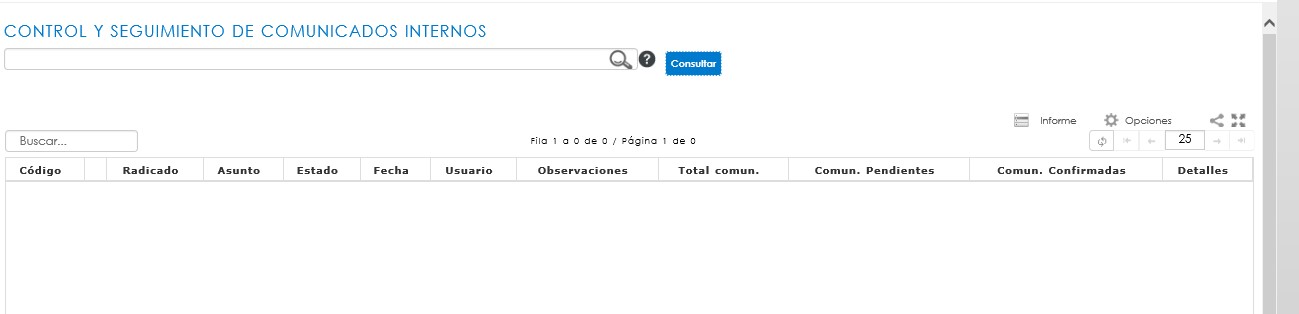 CONTROL Y SEGUIMIENTO DE COMUNICADOS INTERNOS
? Consultar
Informe Opciones
Buscar... Fila 1 a 0 de 0 / Página 1 de 0 25
Código Radicado Asunto Estado Fecha Usuario Observaciones Total comun. Comun. Pendientes Comun. Confirmadas Detalles